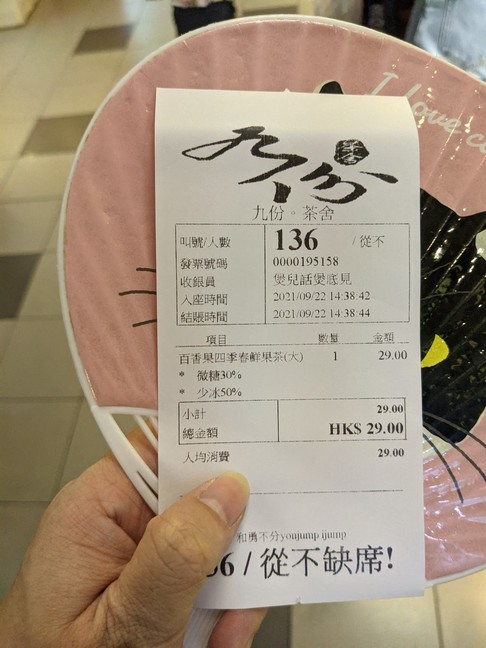 I love c
九份
茶舍
九份。茶舍
叫號/人數 136 /從不
發票號碼 0000195158
收銀員 煲兒話煲底見
入座時間 2021/09/22 14:38:42
結賬時間 2021/09/22 14:38:44
項目 數量 金額
百香果四季春鮮果茶(大) 1 29.00
* 微糖30%
* 少冰50%
小計 29.00
總金額 HK$ 29.00
人均消費 29.00
和勇不分youjump ijump
6 / 從不缺席!